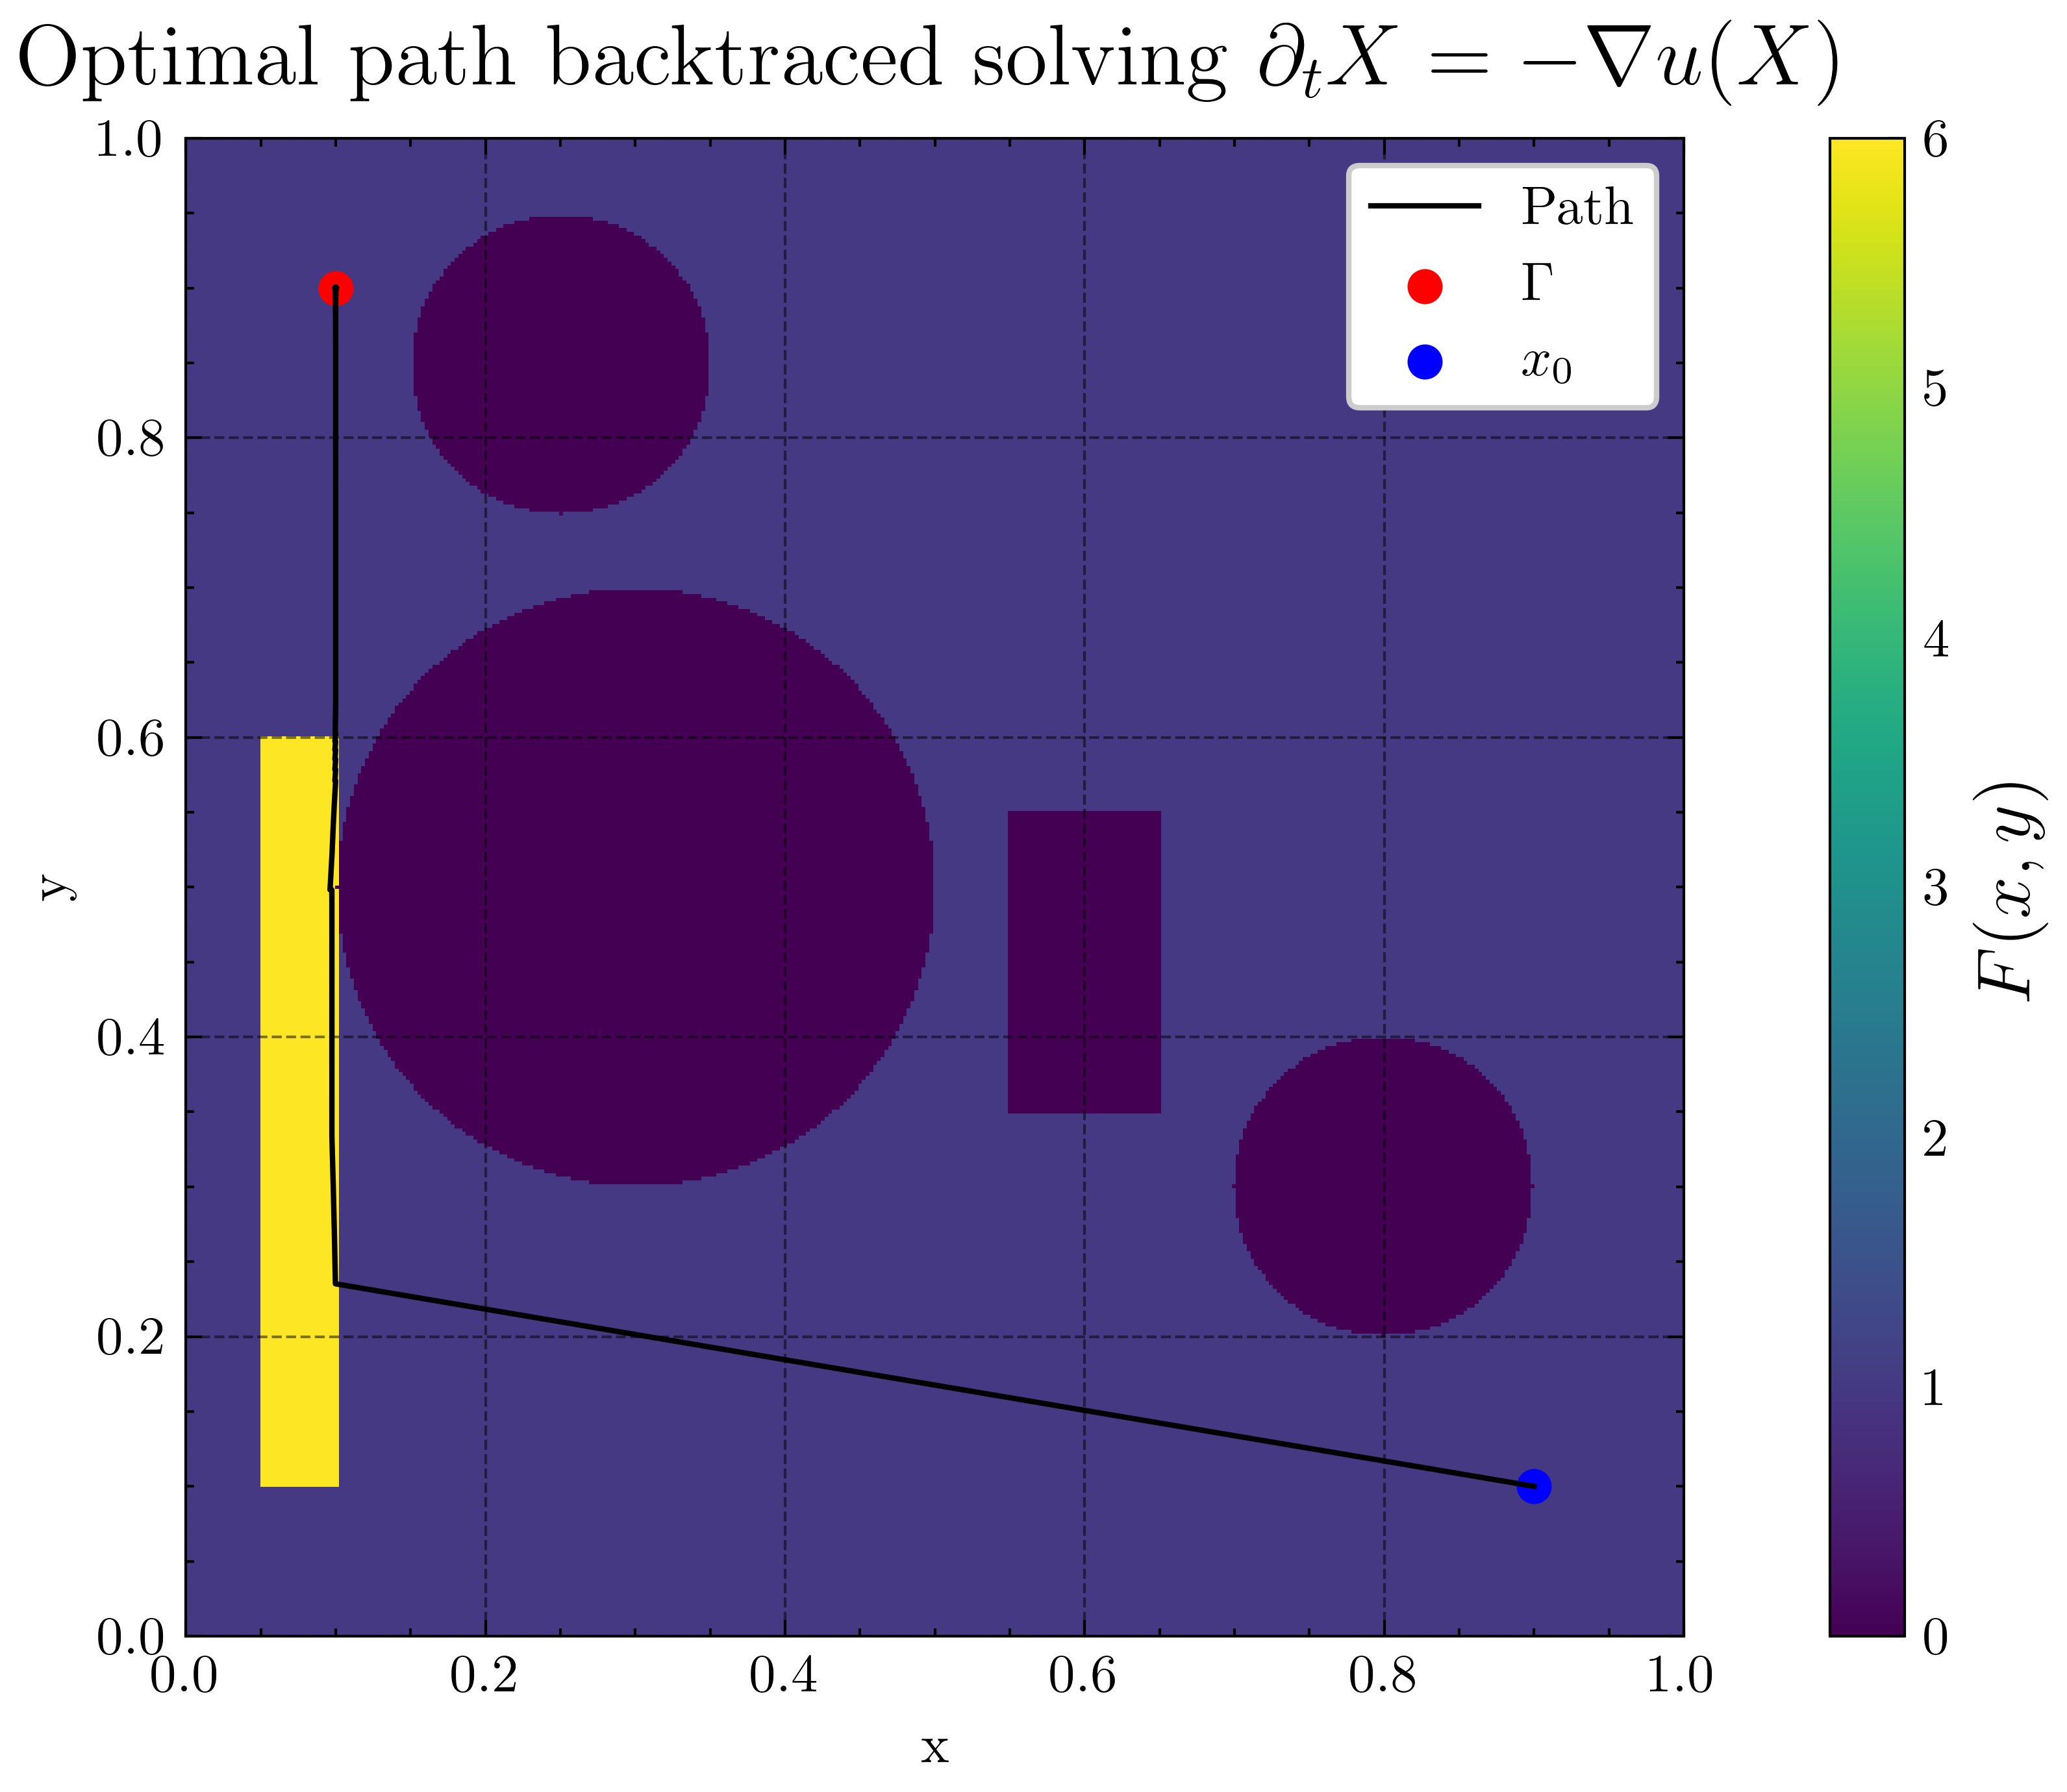 Optimal path backtraced solving ∂ₜX = −∇u(X)
Path
Γ
x₀
1.0
0.8
0.6
0.4
0.2
0.0
y
0.0 0.2 0.4 0.6 0.8 1.0
x
6
5
4
3
2
1
0
F(x, y)